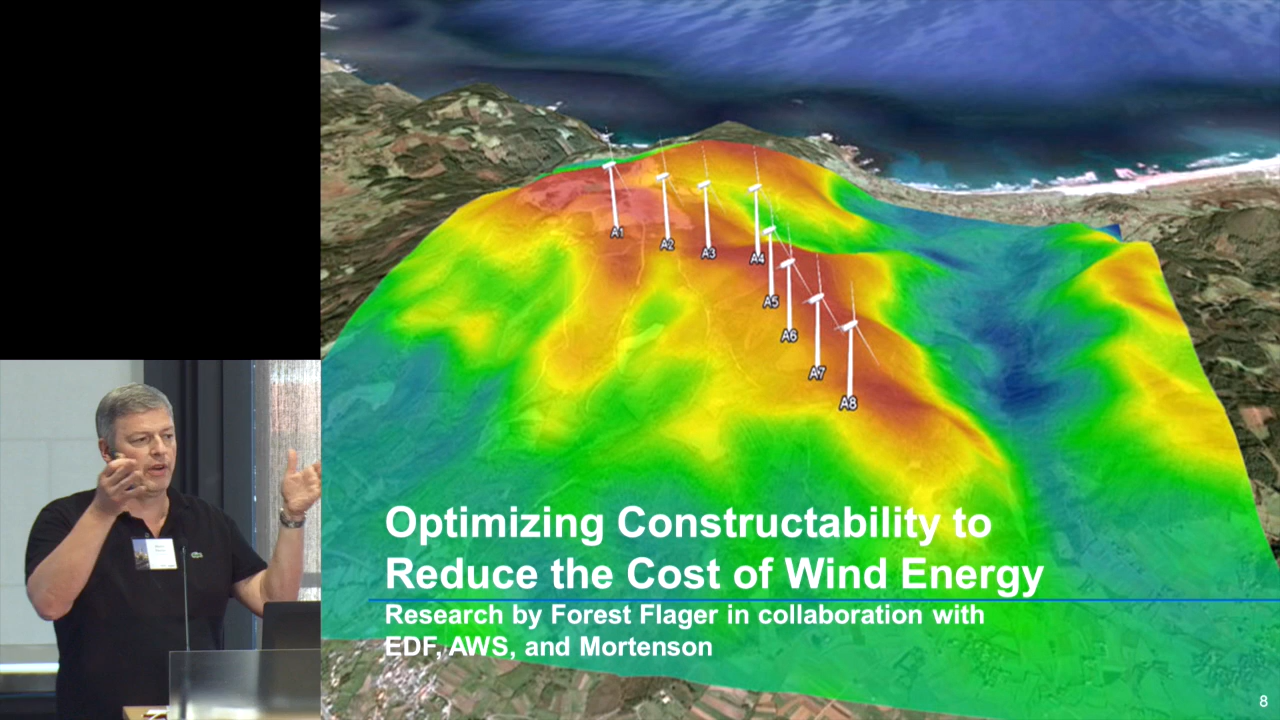 A1
A2
A3
A4
A5
A6
A7
A8
Optimizing Constructability to
Reduce the Cost of Wind Energy
Research by Forest Flager in collaboration with
EDF, AWS, and Mortenson
8